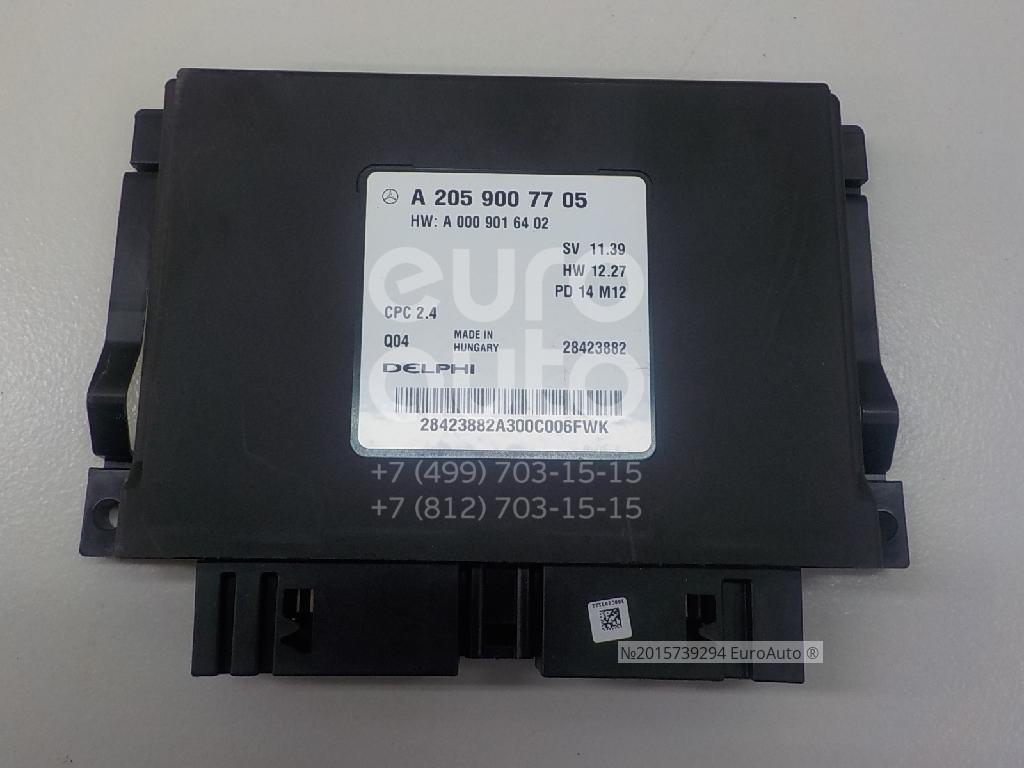 A 205 900 77 05
HW: A 000 901 64 02
SV 11.39
HW 12.27
PD 14 M12
CPC 2.4
Q04
MADE IN
HUNGARY
28423882
DELPHI
28423882A300C006FWK
euro
auto
+7 (499) 703-15-15
+7 (812) 703-15-15
№2015739294 EuroAuto ®